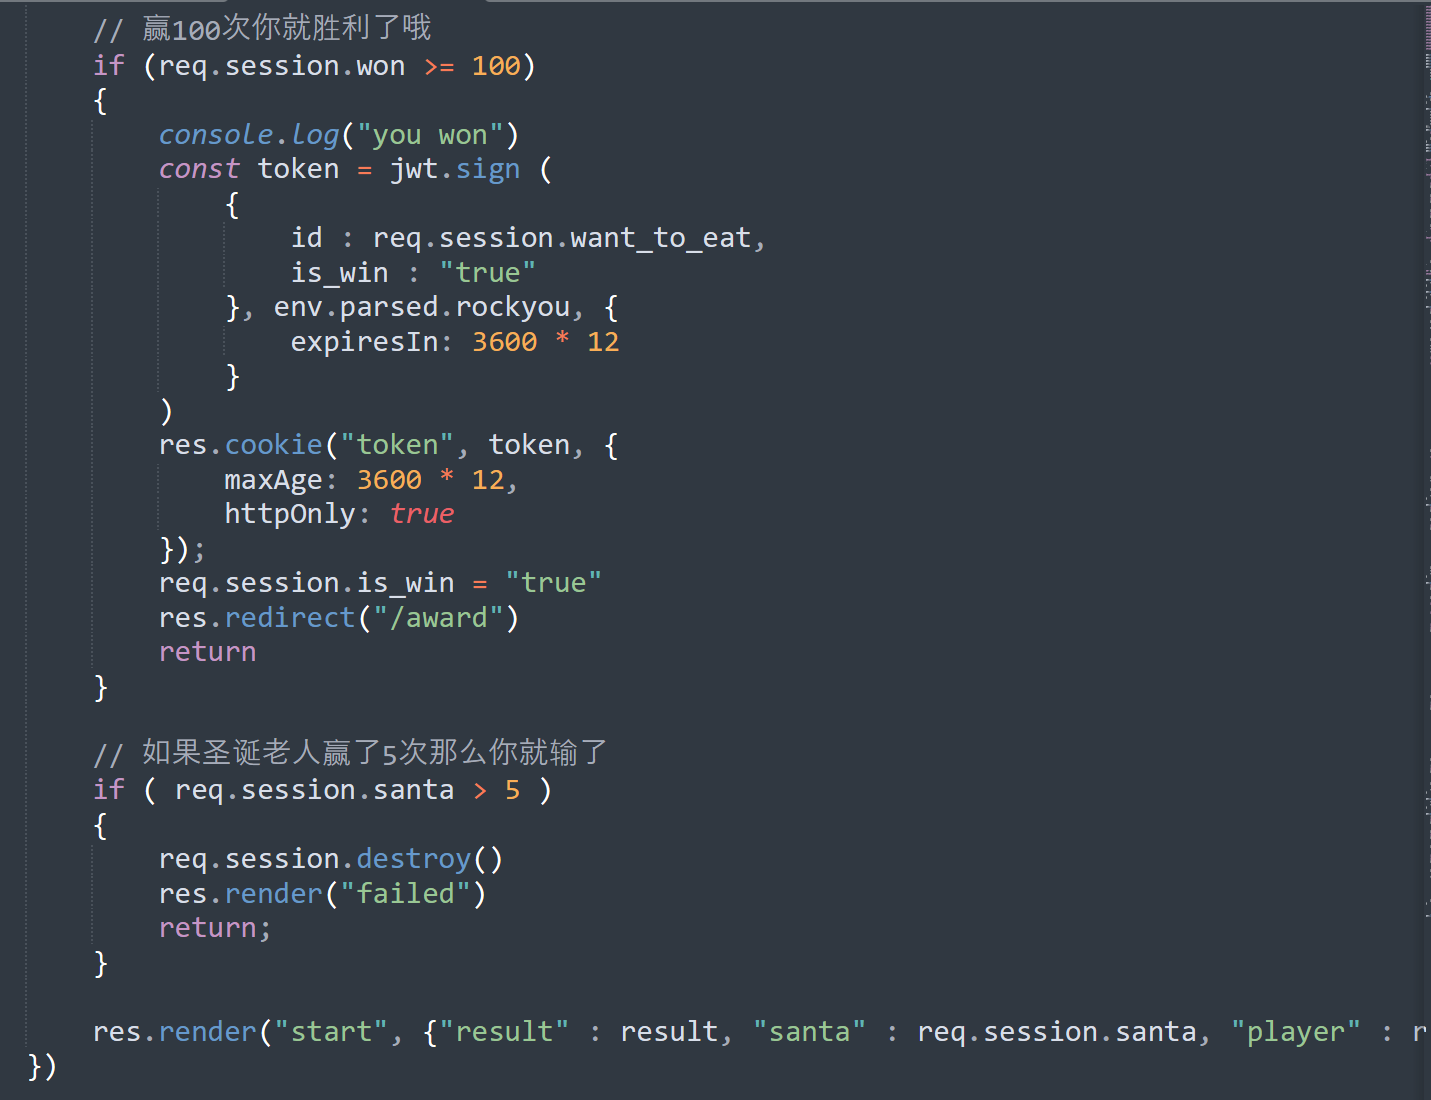 // 赢100次你就胜利了哦
if (req.session.won >= 100)
{
console.log("you won")
const token = jwt.sign (
{
id : req.session.want_to_eat,
is_win : "true"
}, env.parsed.rockyou, {
expiresIn: 3600 * 12
}
)
res.cookie("token", token, {
maxAge: 3600 * 12,
httpOnly: true
});
req.session.is_win = "true"
res.redirect("/award")
return
}
// 如果圣诞老人赢了5次那么你就输了
if ( req.session.santa > 5 )
{
req.session.destroy()
res.render("failed")
return;
}
res.render("start", {"result" : result, "santa" : req.session.santa, "player" : r
})